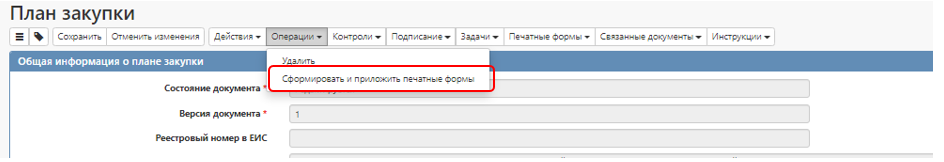 План закупки
Сохранить Отменить изменения Действия Операции Контроли Подписание Задачи Печатные формы Связанные документы Инструкции
Общая информация о плане закупки
Удалить
Сформировать и приложить печатные формы
Состояние документа *
Версия документа * 1
Реестровый номер в ЕИС